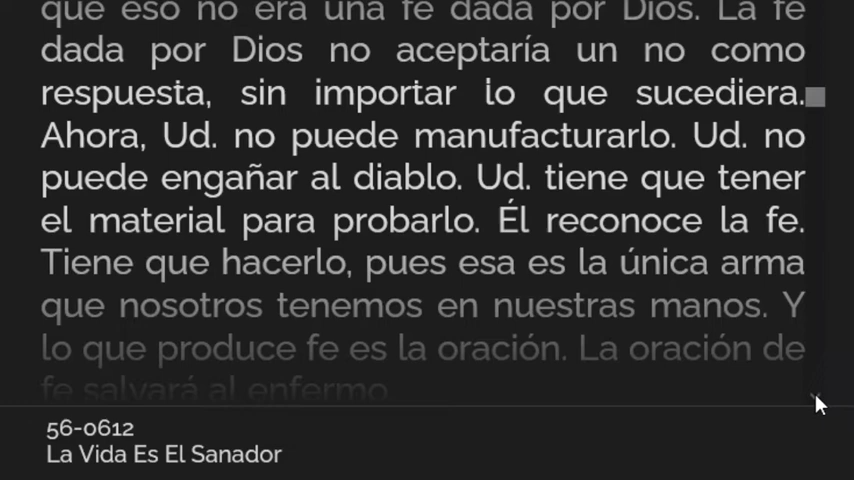 que eso no era una fe dada por Dios. La fe
dada por Dios no aceptaría un no como
respuesta, sin importar lo que sucediera.
Ahora, Ud. no puede manufacturarlo. Ud. no
puede engañar al diablo. Ud. tiene que tener
el material para probarlo. Él reconoce la fe.
Tiene que hacerlo, pues esa es la única arma
que nosotros tenemos en nuestras manos. Y
lo que produce fe es la oración. La oración de
fe salvará al enfermo.
56-0612
La Vida Es El Sanador